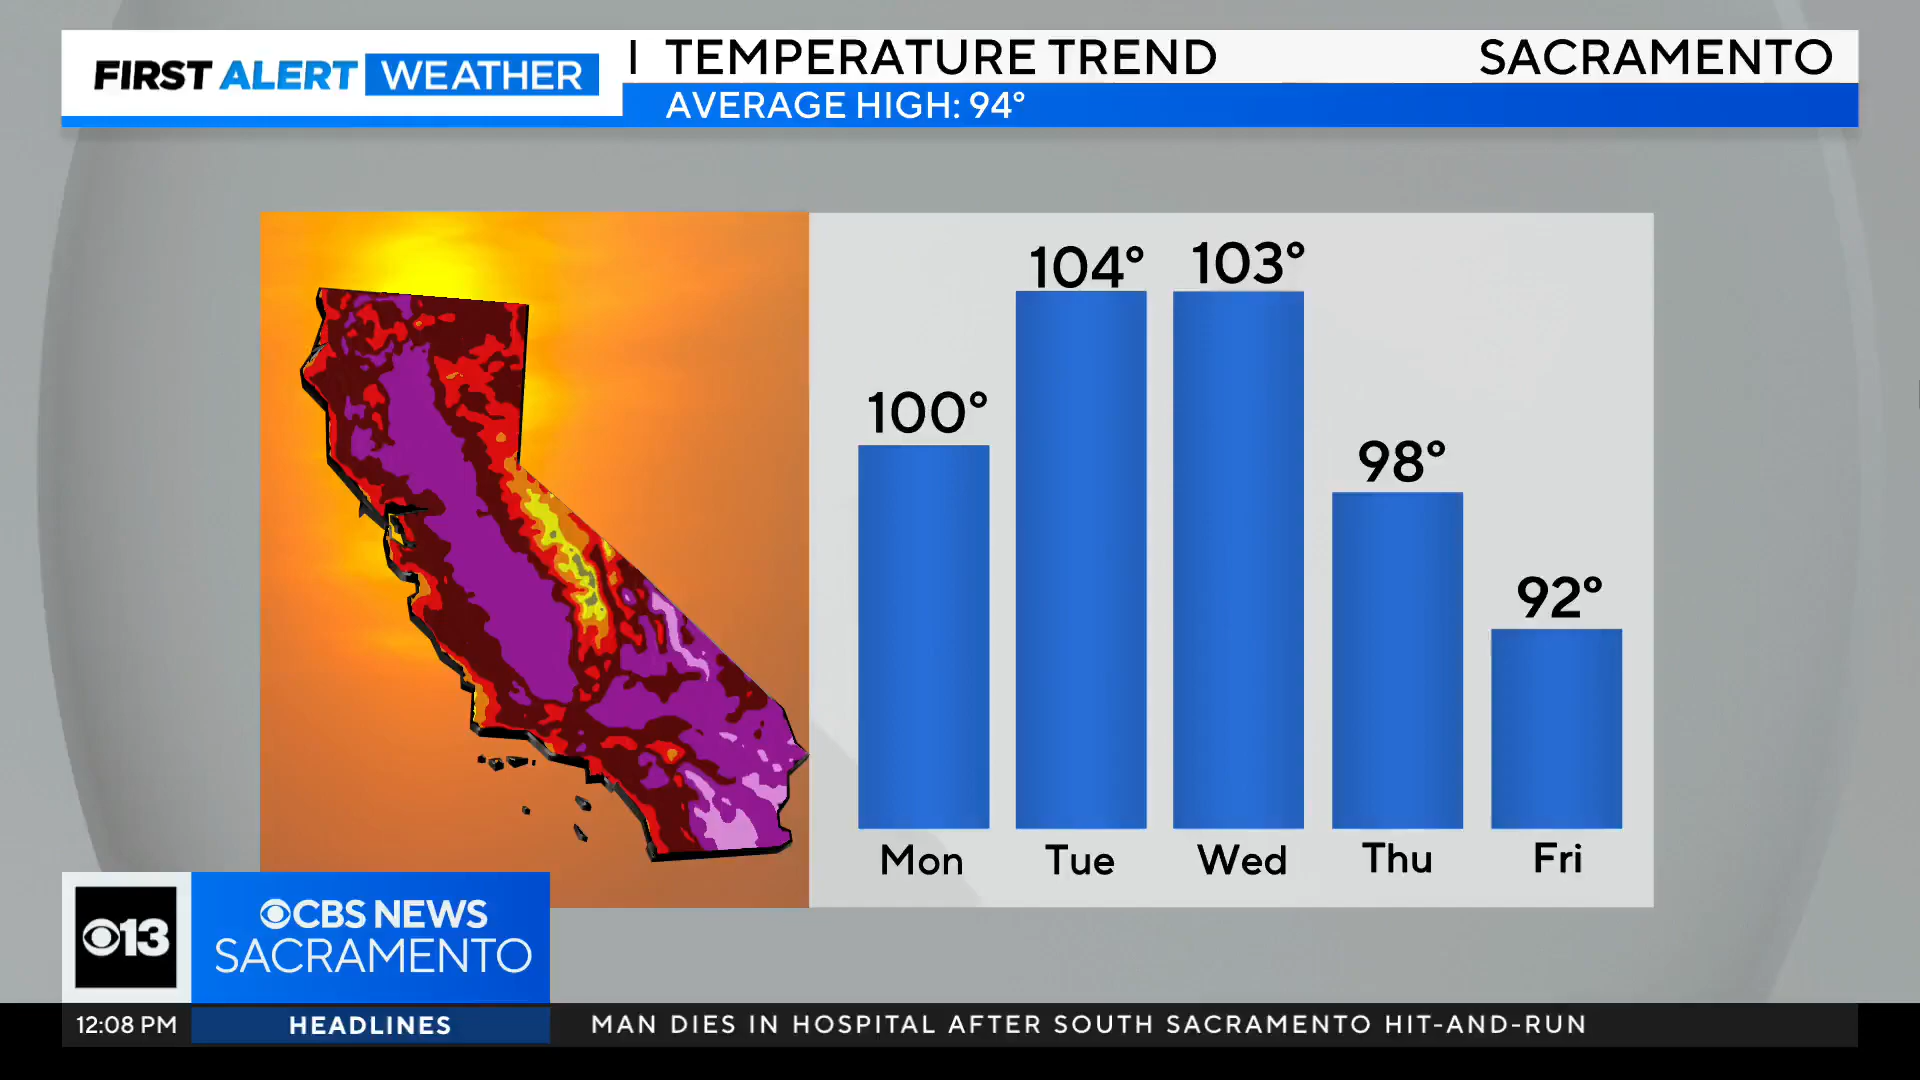 FIRST ALERT WEATHER
| TEMPERATURE TREND
SACRAMENTO
AVERAGE HIGH: 94°
100°
104°
103°
98°
92°
Mon
Tue
Wed
Thu
Fri
13
CBS NEWS
SACRAMENTO
12:08 PM
HEADLINES
MAN DIES IN HOSPITAL AFTER SOUTH SACRAMENTO HIT-AND-RUN